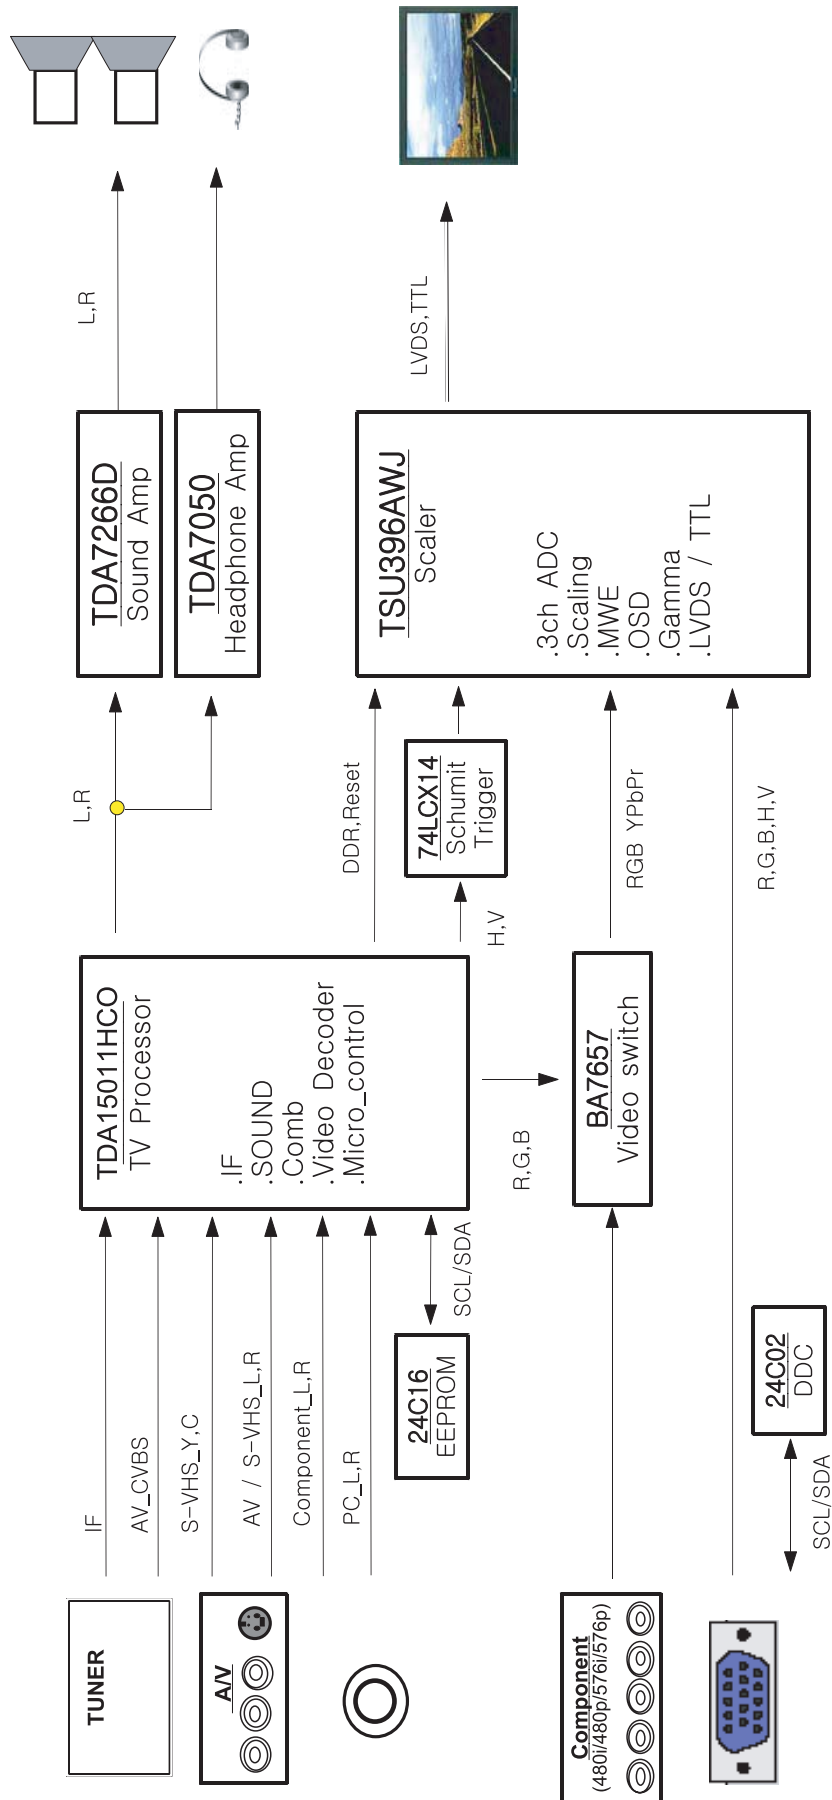 TUNER
A/V
Component
(480i/480p/576i/576p)
IF
AV_CVBS
S-VHS_Y,C
AV / S-VHS_L,R
Component_L,R
PC_L,R
24C16
EEPROM
SCL/SDA
24C02
DDC
SCL/SDA
TDA15011HCO
TV Processor
.IF
.SOUND
.Comb
.Video Decoder
.Micro_control
R,G,B
BA7657
Video switch
L,R
DDR,Reset
H,V
74LCX14
Schumit
Trigger
RGB YPbPr
R,G,B,H,V
TDA7266D
Sound Amp
TDA7050
Headphone Amp
TSU396AWJ
Scaler
.3ch ADC
.Scaling
.MWE
.OSD
.Gamma
.LVDS / TTL
L,R
LVDS,TTL